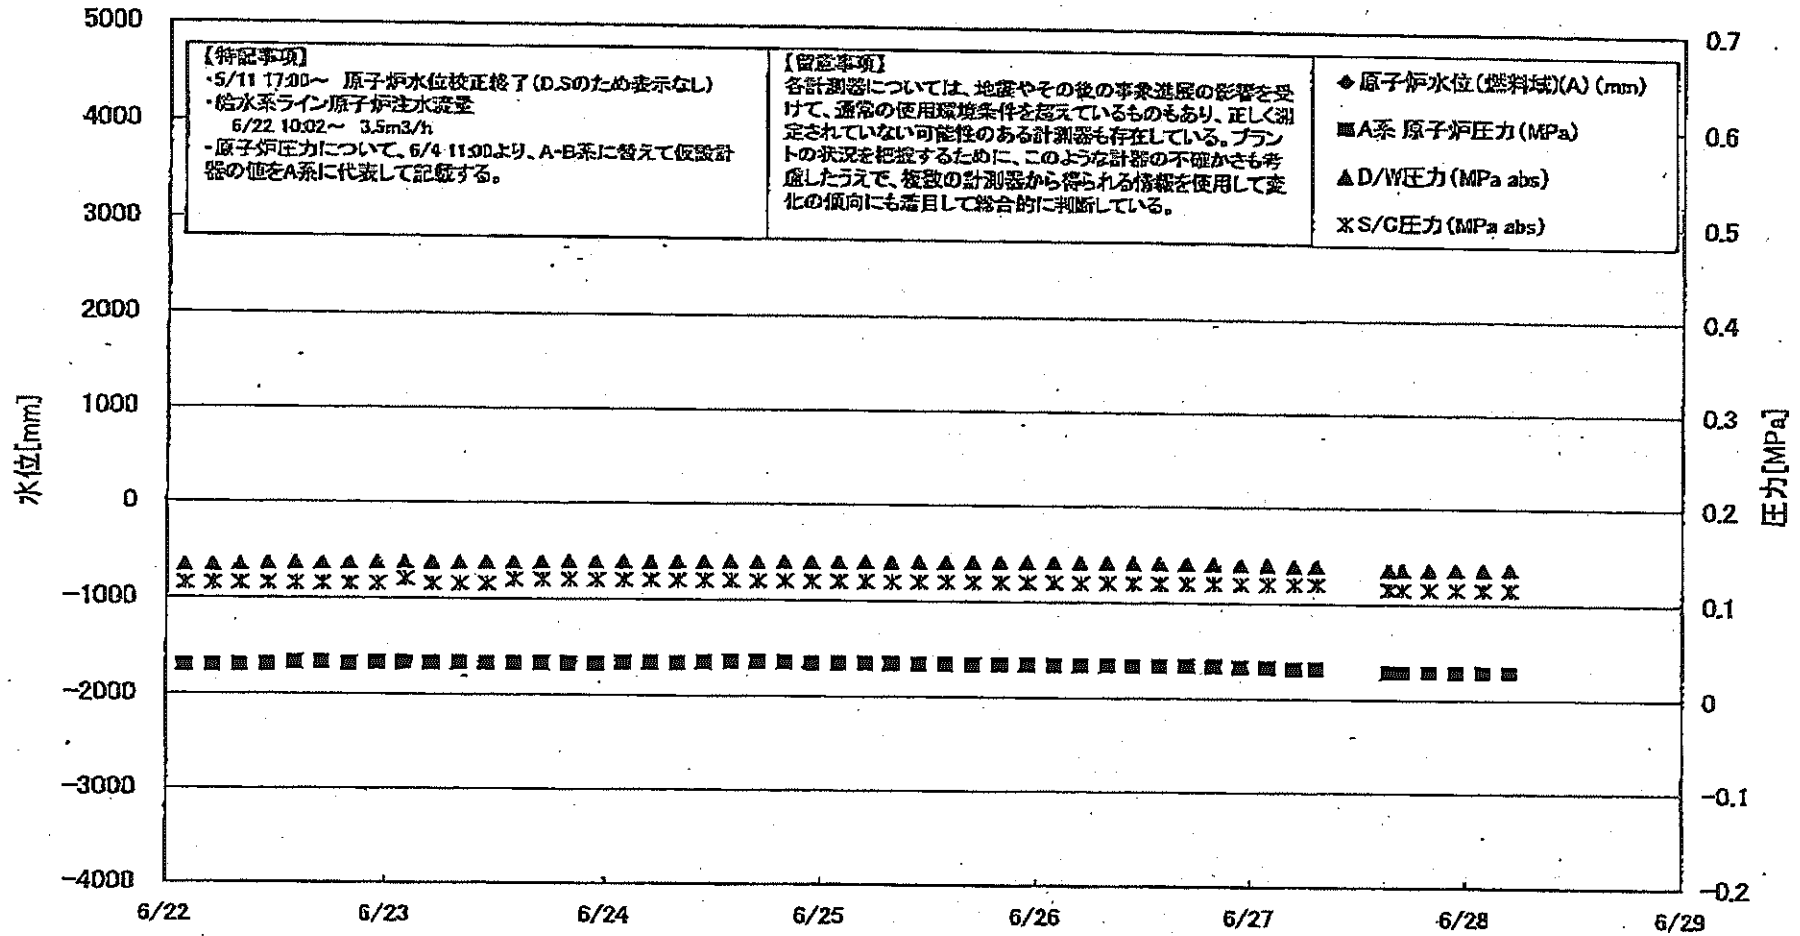 5000
4000
3000
2000
1000
0
−1000
−2000
−3000
−4000
水位[mm]
【特記事項】
・5/11 17:00～ 原子炉水位校正終了(D.Sのため表示なし)
・給水系ライン原子炉注水流量
6/22 10:02～ 3.5m3/h
・原子炉圧力について、6/4 11:00より、A・B系に替えて仮設計
器の値をA系に代表して記載する。
【留意事項】
各計測器については、地震やその後の事象進展の影響を受
けて、通常の使用環境条件を超えているものもあり、正しく測
定されていない可能性のある計測器も存在している。プラン
トの状況を把握するために、このような計器の不確かさも考
慮したうえで、複数の計測器から得られる情報を使用して変
化の傾向にも着目して総合的に判断している。
◆原子炉水位(燃料域)(A)(mm)
■A系 原子炉圧力(MPa)
▲D/W圧力(MPa abs)
S/C圧力(MPa abs)
0.7
0.6
0.5
0.4
0.3
0.2
0.1
0
−0.1
−0.2
圧力[MPa]
6/22
6/23
6/24
6/25
6/26
6/27
6/28
6/29